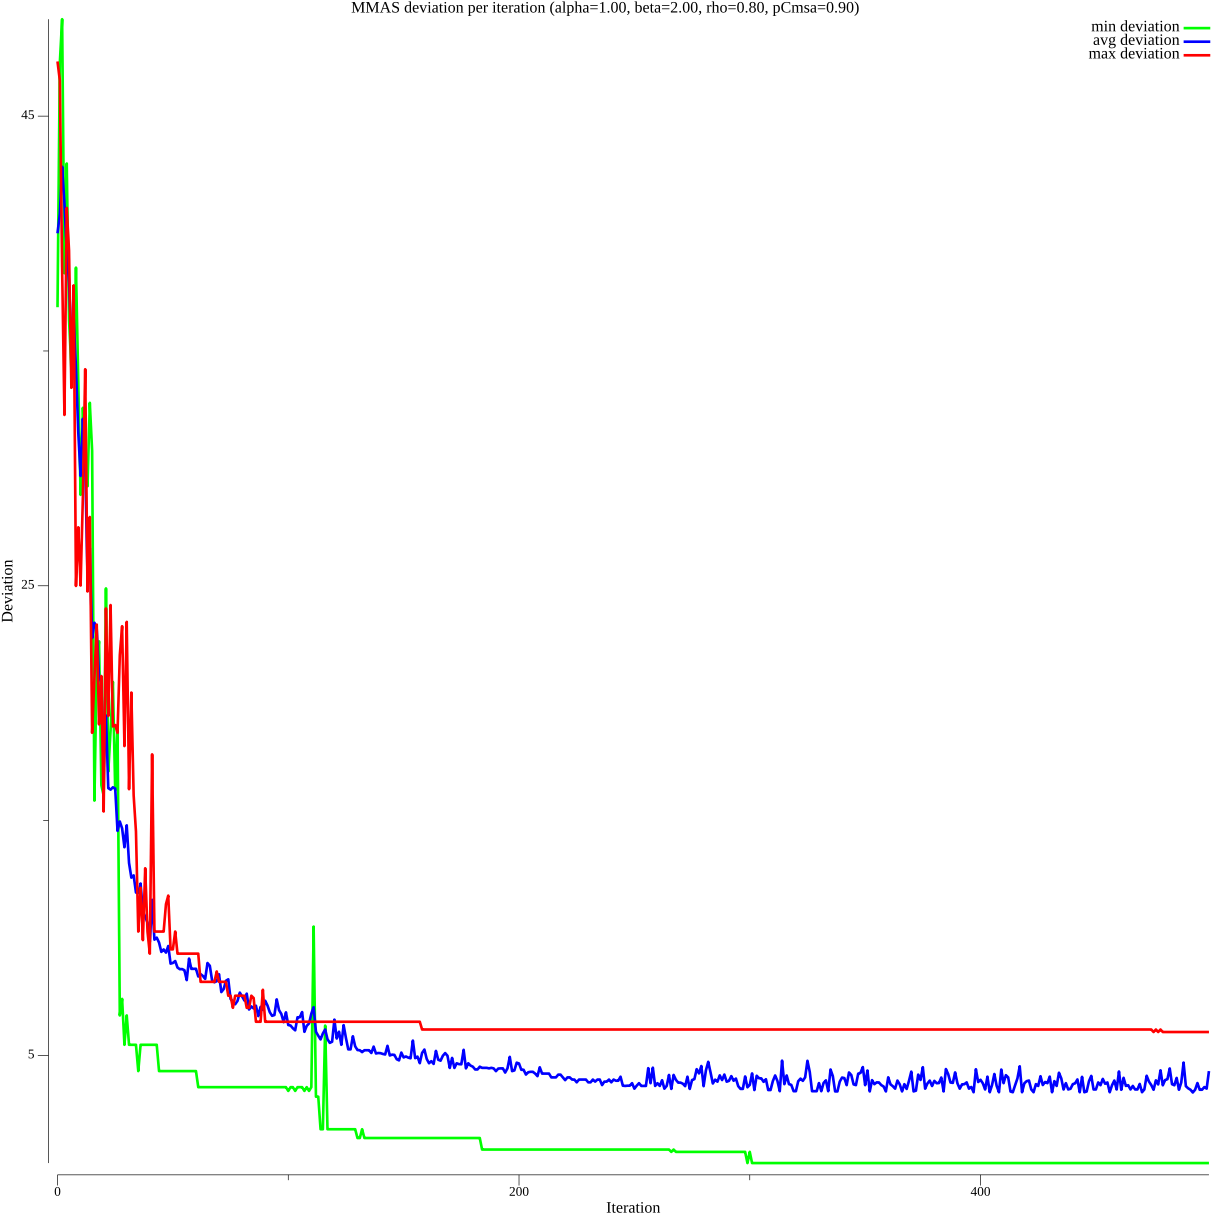 MMAS deviation per iteration (alpha=1.00, beta=2.00, rho=0.80, pCmsa=0.90)
min deviation
avg deviation
max deviation
45
25
5
Deviation
0
200
400
Iteration